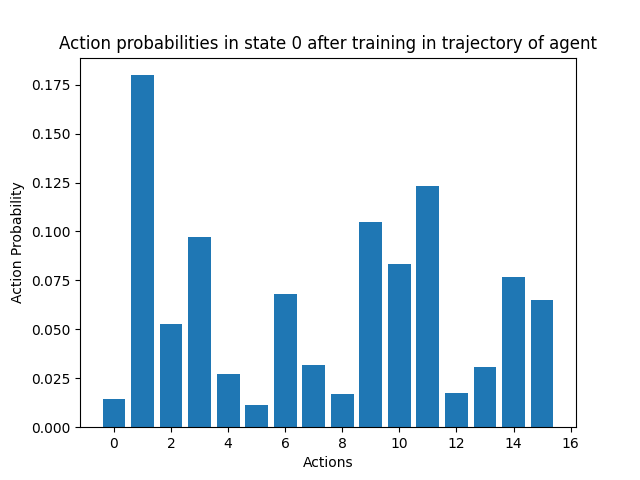 Action probabilities in state 0 after training in trajectory of agent
0.175
0.150
0.125
0.100
0.075
0.050
0.025
0.000
Action Probability
0 2 4 6 8 10 12 14 16
Actions